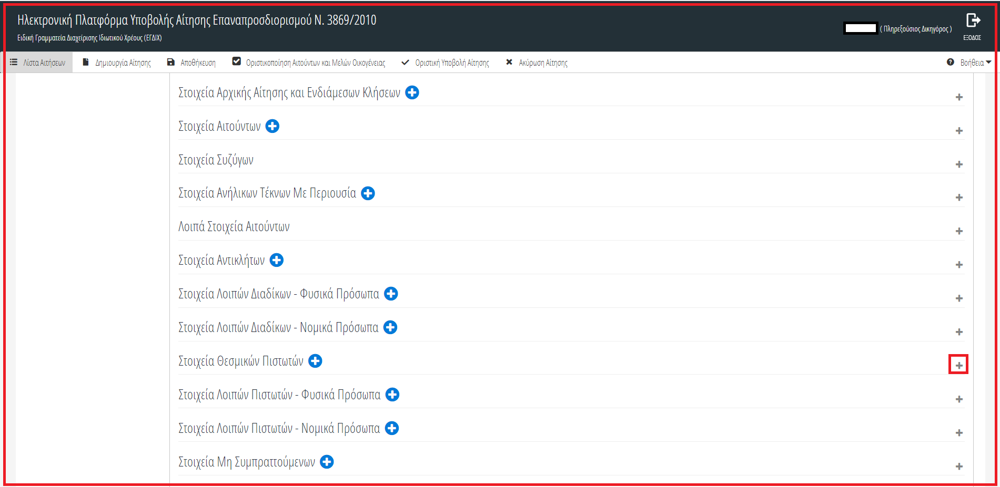 Ηλεκτρονική Πλατφόρμα Υποβολής Αίτησης Επαναπροσδιορισμού Ν. 3869/2010
Ειδική Γραμματεία Διαχείρισης Ιδιωτικού Χρέους (ΕΓΔΙΧ)
( Πληρεξούσιος Δικηγόρος )
ΕΞΟΔΟΣ
Λίστα Αιτήσεων Δημιουργία Αίτησης Αποθήκευση Οριστικοποίηση Αιτούντων και Μελών Οικογένειας Οριστική Υποβολή Αίτησης Ακύρωση Αίτησης Βοήθεια
Στοιχεία Αρχικής Αίτησης και Ενδιάμεσων Κλήσεων
Στοιχεία Αιτούντων
Στοιχεία Συζύγων
Στοιχεία Ανήλικων Τέκνων Με Περιουσία
Λοιπά Στοιχεία Αιτούντων
Στοιχεία Αντικλήτων
Στοιχεία Λοιπών Διαδίκων - Φυσικά Πρόσωπα
Στοιχεία Λοιπών Διαδίκων - Νομικά Πρόσωπα
Στοιχεία Θεσμικών Πιστωτών
Στοιχεία Λοιπών Πιστωτών - Φυσικά Πρόσωπα
Στοιχεία Λοιπών Πιστωτών - Νομικά Πρόσωπα
Στοιχεία Μη Συμπραττούμενων